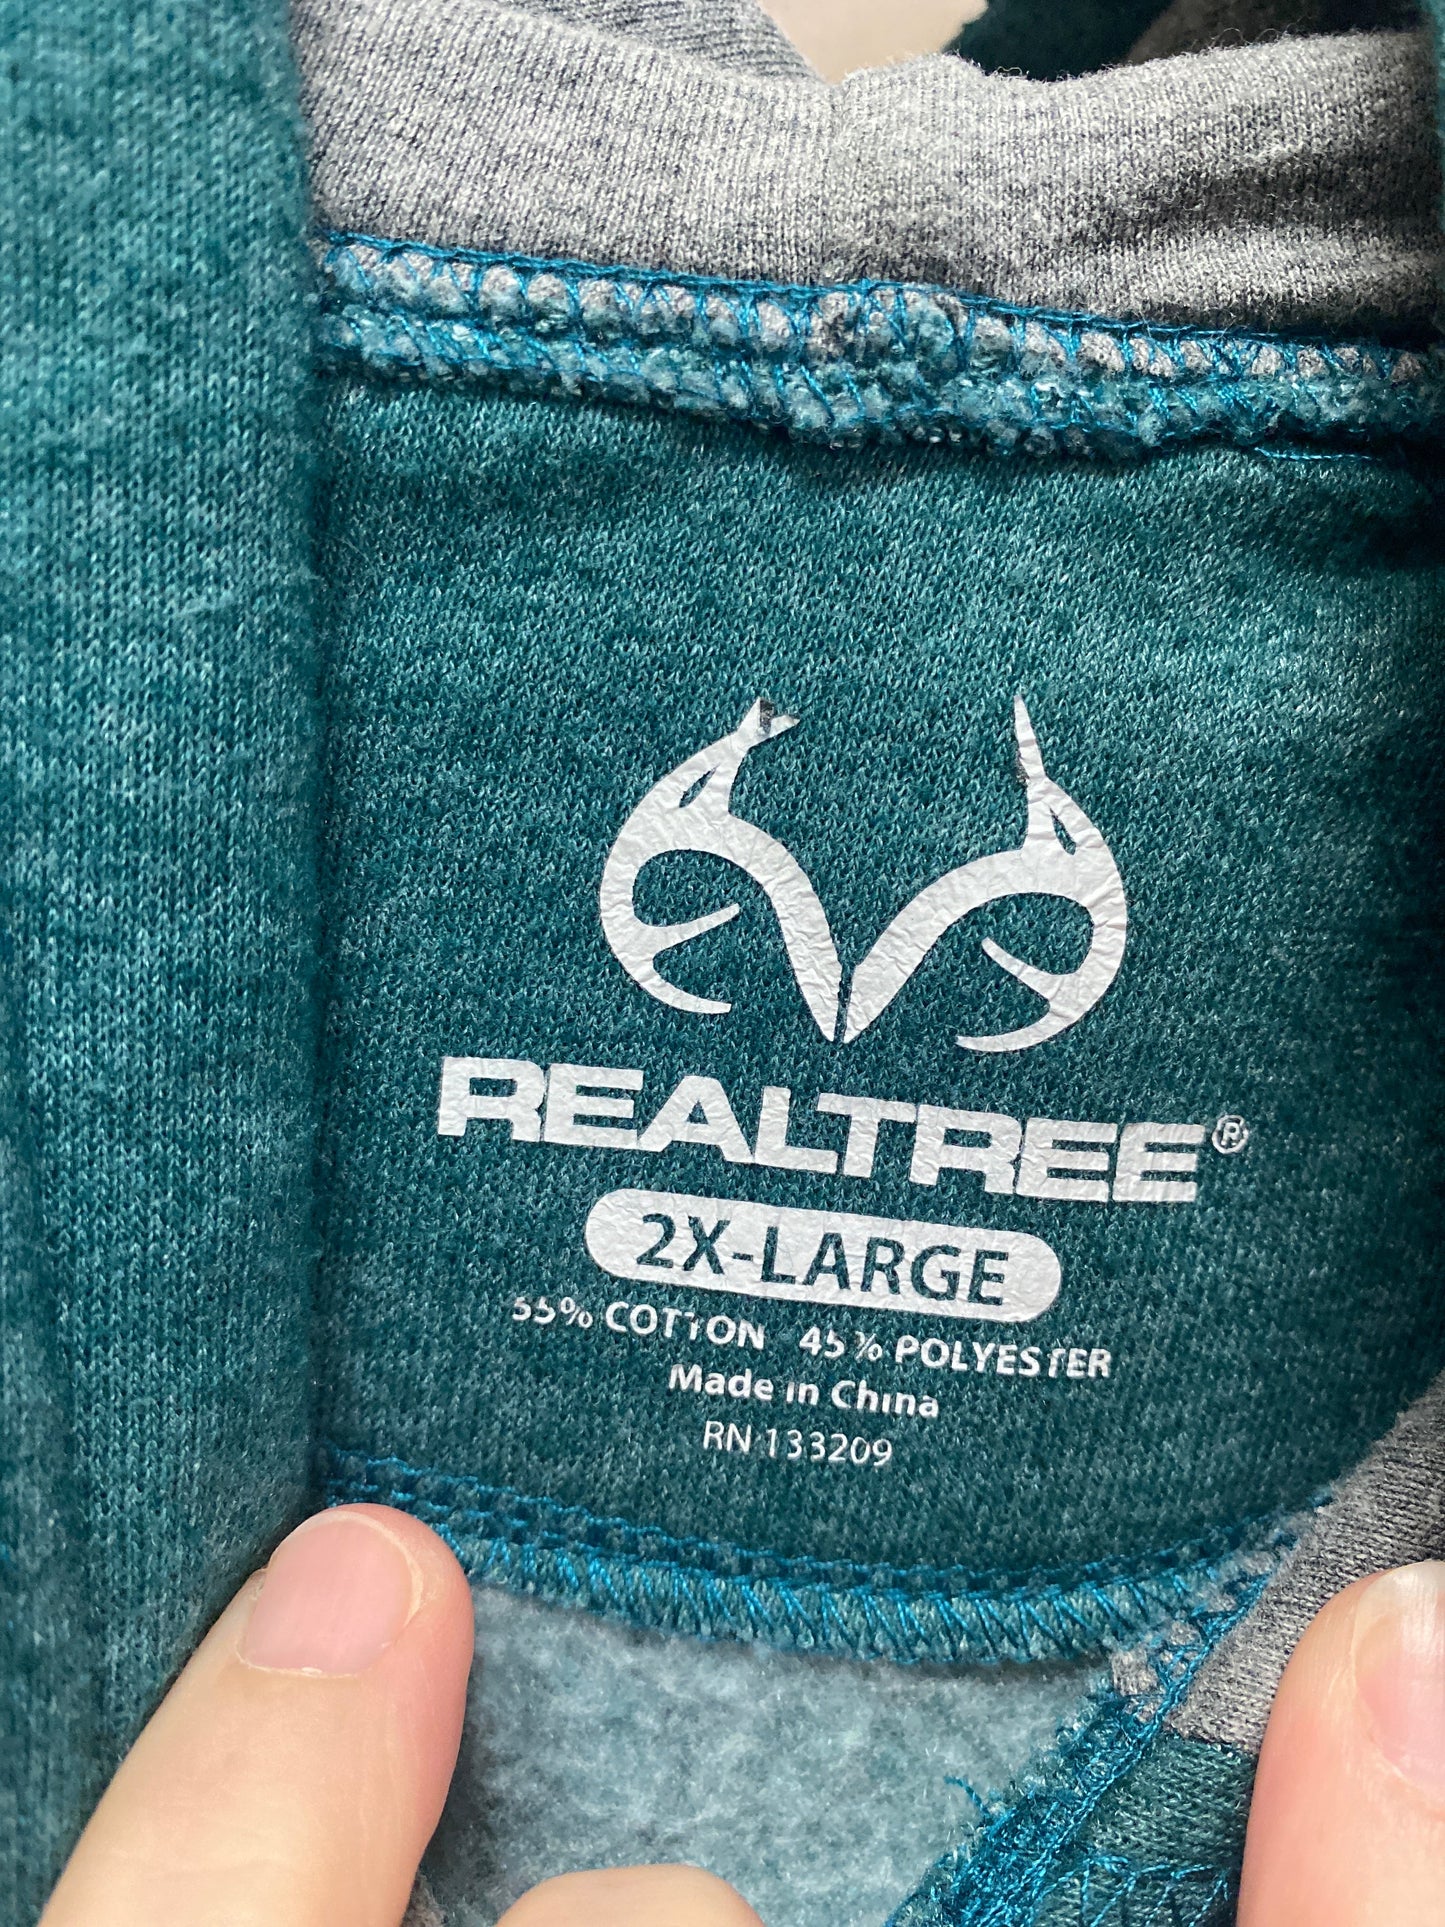 REALTREE®
2X-LARGE
55% COTTON 45% POLYESTER
Made in China
RN 133209